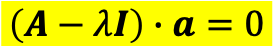 (𝑨 − 𝜆𝑰) · 𝒂 = 0